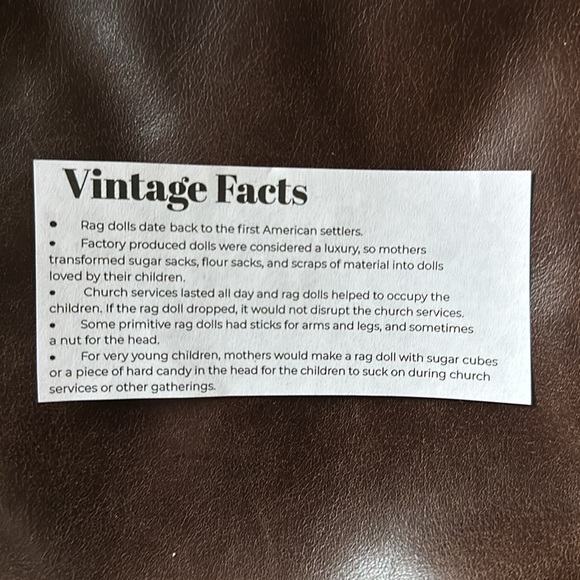 Vintage Facts
• Rag dolls date back to the first American settlers.
• Factory produced dolls were considered a luxury, so mothers
transformed sugar sacks, flour sacks, and scraps of material into dolls
loved by their children.
• Church services lasted all day and rag dolls helped to occupy the
children. If the rag doll dropped, it would not disrupt the church services.
• Some primitive rag dolls had sticks for arms and legs, and sometimes
a nut for the head.
• For very young children, mothers would make a rag doll with sugar cubes
or a piece of hard candy in the head for the children to suck on during church
services or other gatherings.